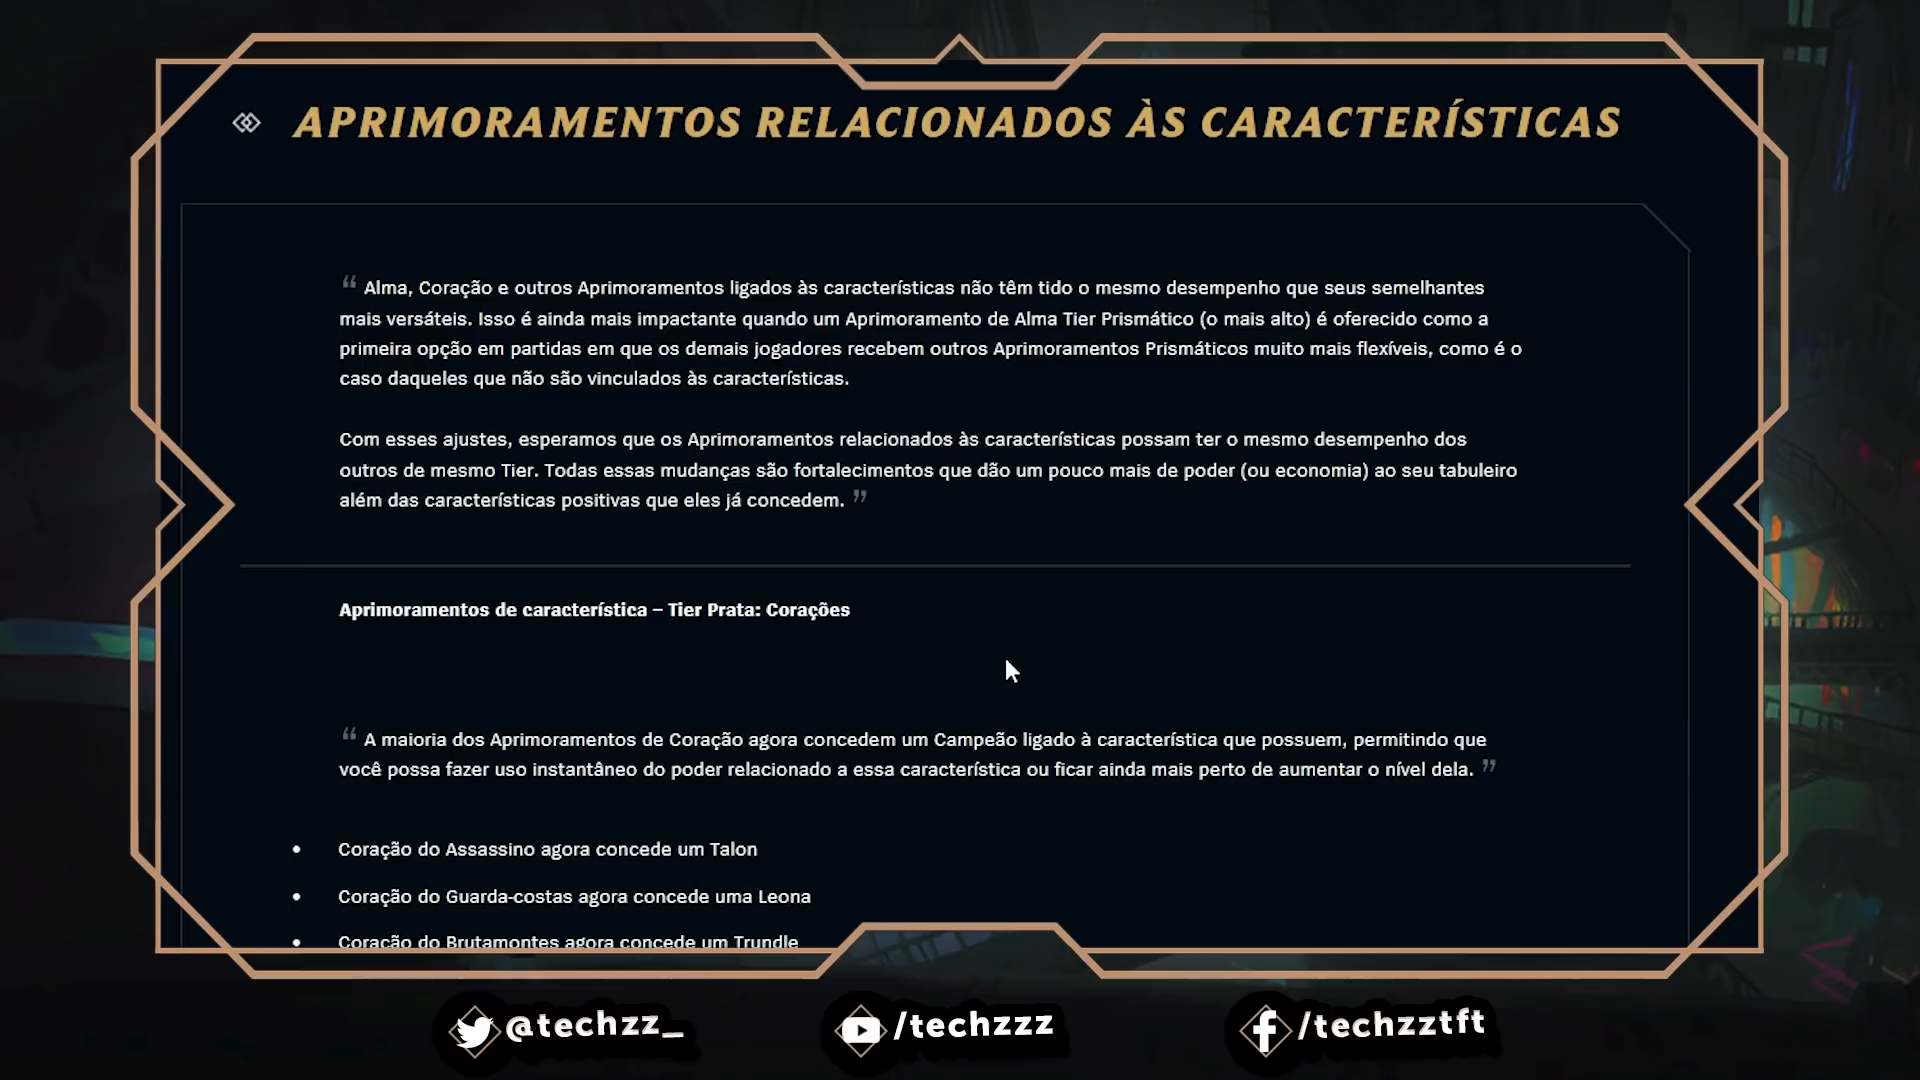 APRIMORAMENTOS RELACIONADOS ÀS CARACTERÍSTICAS
“ Alma, Coração e outros Aprimoramentos ligados às características não têm tido o mesmo desempenho que seus semelhantes
mais versáteis. Isso é ainda mais impactante quando um Aprimoramento de Alma Tier Prismático (o mais alto) é oferecido como a
primeira opção em partidas em que os demais jogadores recebem outros Aprimoramentos Prismáticos muito mais flexíveis, como é o
caso daqueles que não são vinculados às características.
Com esses ajustes, esperamos que os Aprimoramentos relacionados às características possam ter o mesmo desempenho dos
outros de mesmo Tier. Todas essas mudanças são fortalecimentos que dão um pouco mais de poder (ou economia) ao seu tabuleiro
além das características positivas que eles já concedem. ”
Aprimoramentos de característica – Tier Prata: Corações
“ A maioria dos Aprimoramentos de Coração agora concedem um Campeão ligado à característica que possuem, permitindo que
você possa fazer uso instantâneo do poder relacionado a essa característica ou ficar ainda mais perto de aumentar o nível dela. ”
• Coração do Assassino agora concede um Talon
• Coração do Guarda-costas agora concede uma Leona
• Coração do Brutamontes agora concede um Trundle
@techzz_
/techzzz
/techzztft